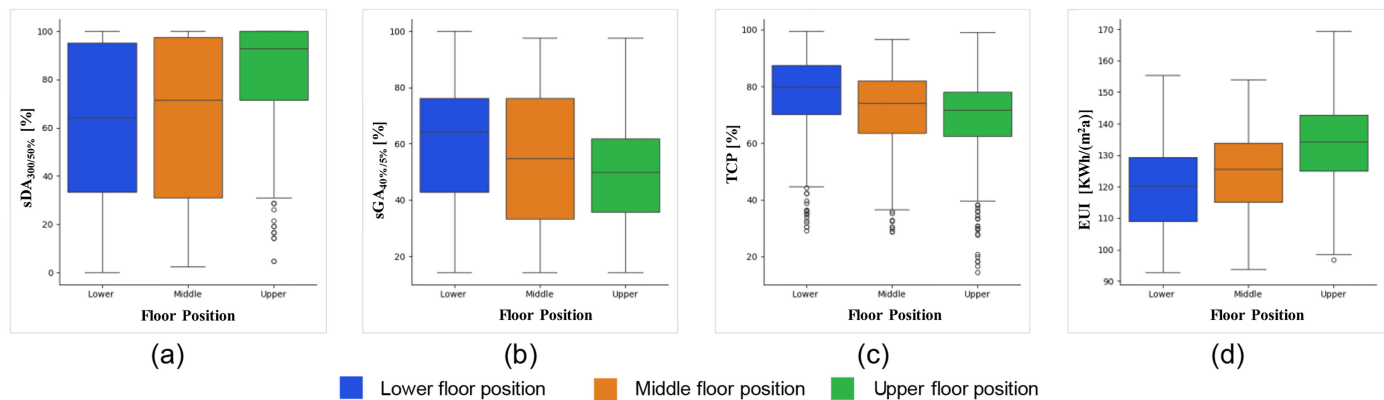 100
80
60
40
20
0
sDA300/50% [%]
Lower
Middle
Upper
Floor Position
(a)
100
80
60
40
20
sGA40%/5% [%]
Lower
Middle
Upper
Floor Position
(b)
100
80
60
40
20
TCP [%]
Lower
Middle
Upper
Floor Position
(c)
170
160
150
140
130
120
110
100
90
EUI [KWh/(m²a)]
Lower
Middle
Upper
Floor Position
(d)
Lower floor position
Middle floor position
Upper floor position